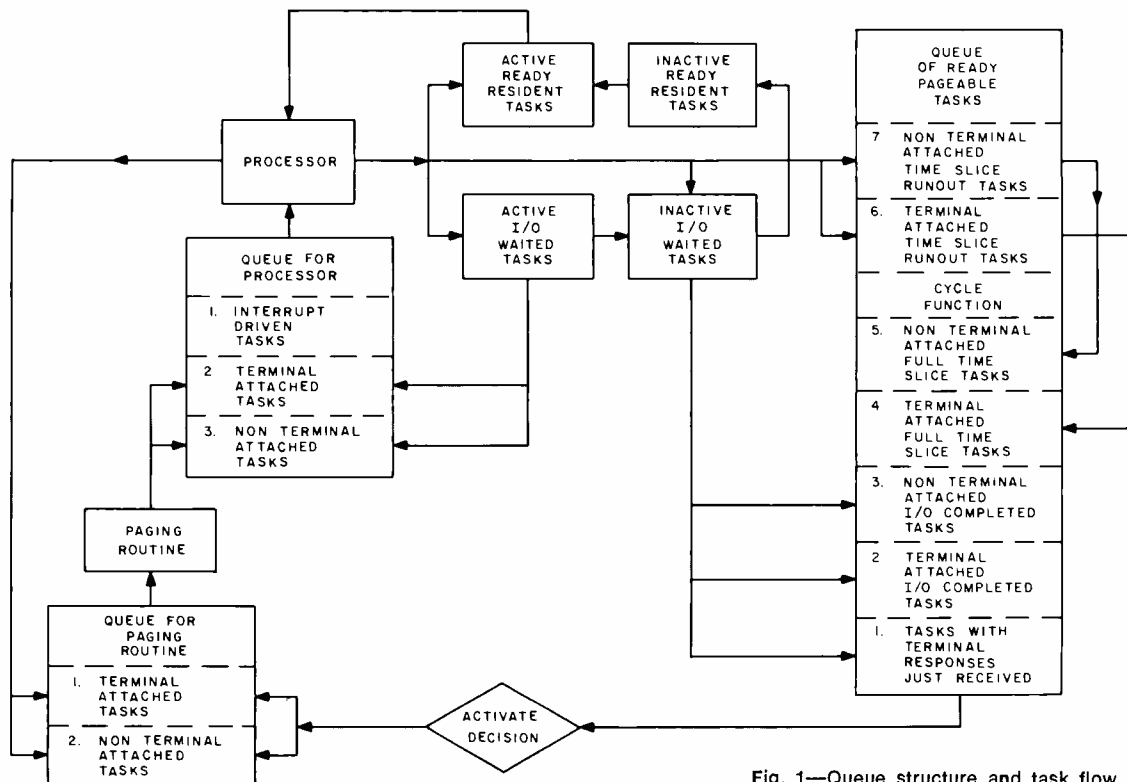 ACTIVE
READY
RESIDENT
TASKS
INACTIVE
READY
RESIDENT
TASKS
PROCESSOR
ACTIVE
I/O
WAITED
TASKS
INACTIVE
I/O
WAITED
TASKS
QUEUE FOR
PROCESSOR
1. INTERRUPT
DRIVEN
TASKS
2 TERMINAL
ATTACHED
TASKS
3. NON TERMINAL
ATTACHED
TASKS
PAGING
ROUTINE
QUEUE FOR
PAGING
ROUTINE
1. TERMINAL
ATTACHED
TASKS
2. NON TERMINAL
ATTACHED
TASKS
ACTIVATE
DECISION
QUEUE
OF READY
PAGEABLE
TASKS
7 NON TERMINAL
ATTACHED
TIME SLICE
RUNOUT TASKS
6. TERMINAL
ATTACHED
TIME SLICE
RUNOUT TASKS
CYCLE
FUNCTION
5. NON TERMINAL
ATTACHED
FULL TIME
SLICE TASKS
4 TERMINAL
ATTACHED
FULL TIME
SLICE TASKS
3. NON TERMINAL
ATTACHED
I/O COMPLETED
TASKS
2 TERMINAL
ATTACHED
I/O COMPLETED
TASKS
1. TASKS WITH
TERMINAL
RESPONSES
JUST RECEIVED
Fig. 1—Queue structure and task flow